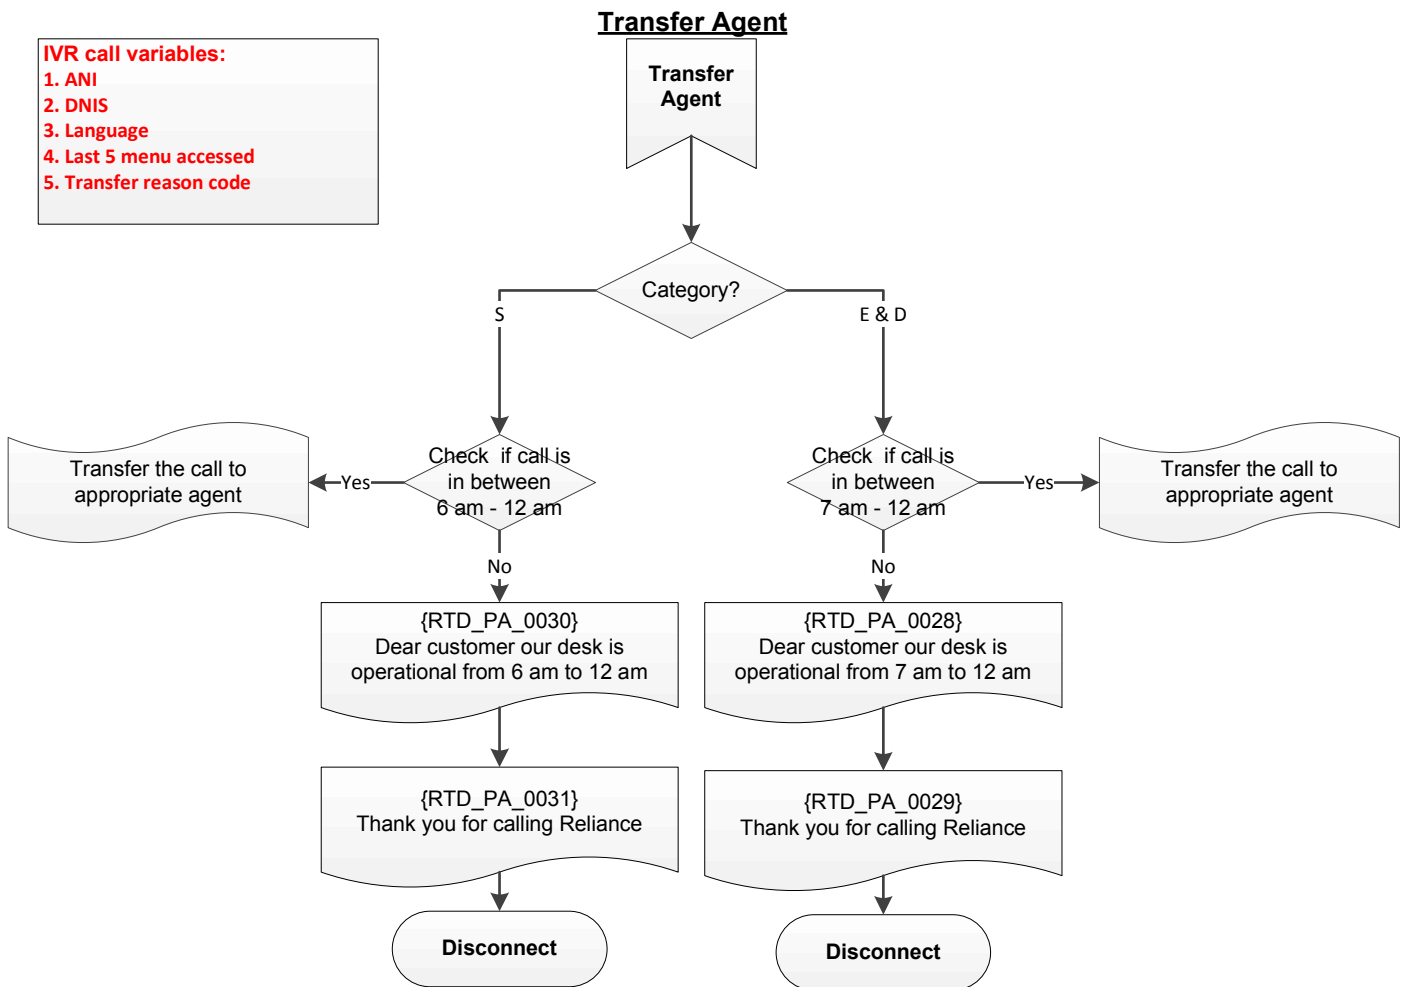 Transfer Agent
IVR call variables:
1. ANI
2. DNIS
3. Language
4. Last 5 menu accessed
5. Transfer reason code
Transfer
Agent
Category?
S
E & D
Transfer the call to
appropriate agent
Yes
Check if call is
in between
6 am - 12 am
Check if call is
in between
7 am - 12 am
Yes
Transfer the call to
appropriate agent
No
No
{RTD_PA_0030}
Dear customer our desk is
operational from 6 am to 12 am
{RTD_PA_0028}
Dear customer our desk is
operational from 7 am to 12 am
{RTD_PA_0031}
Thank you for calling Reliance
{RTD_PA_0029}
Thank you for calling Reliance
Disconnect
Disconnect